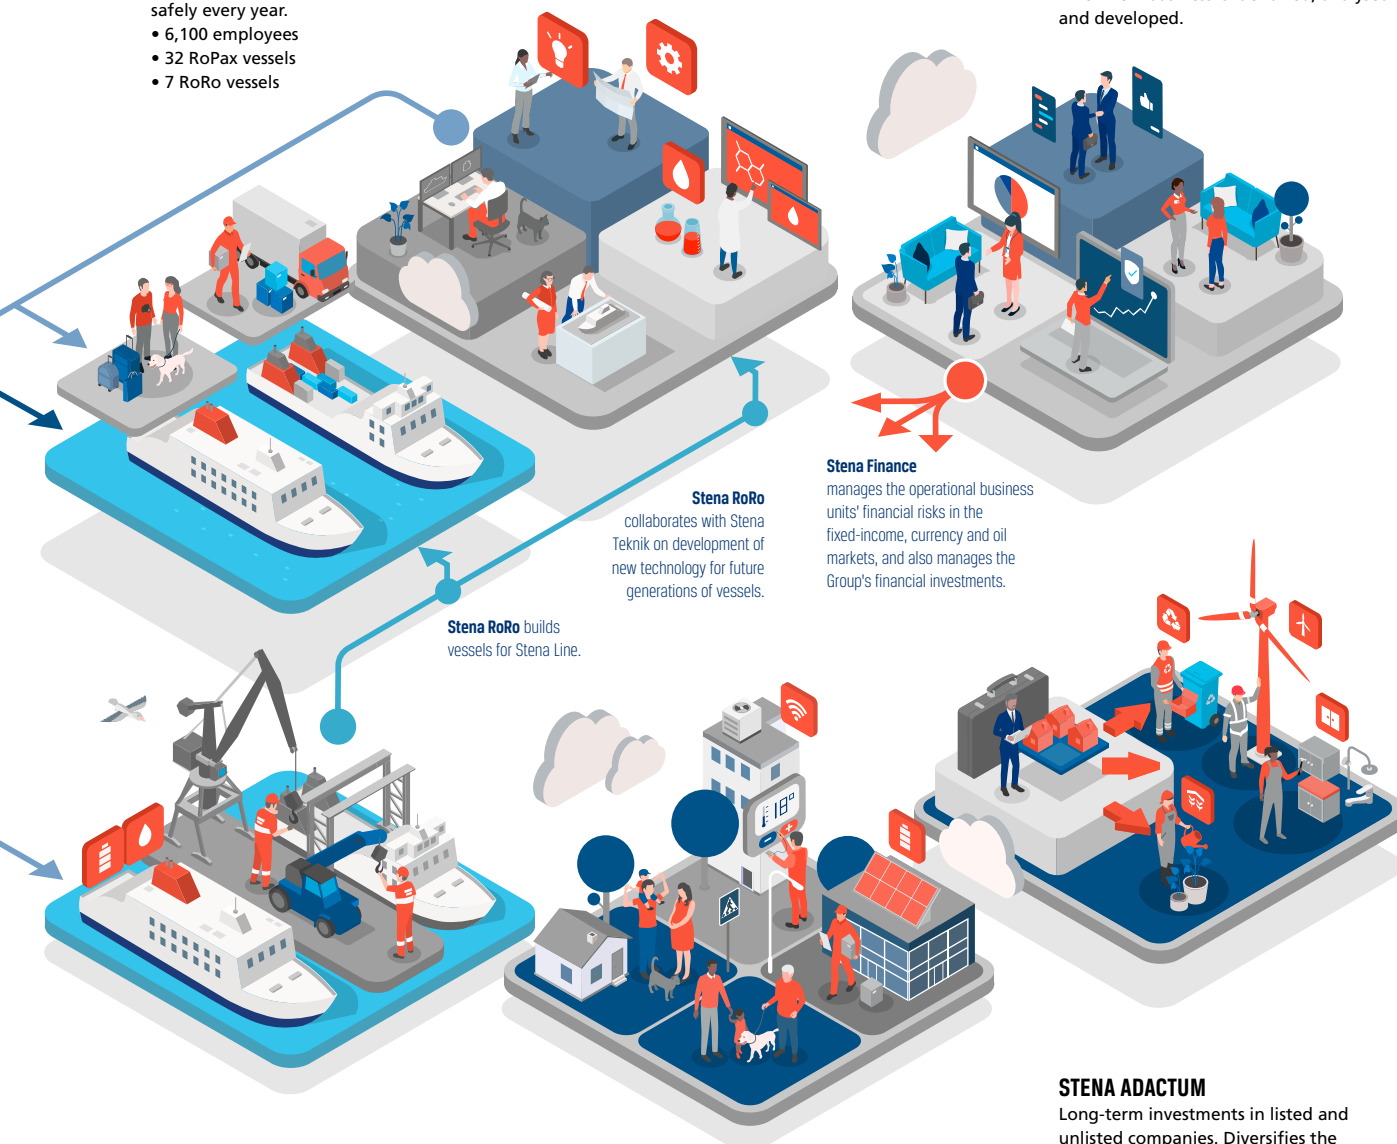 safely every year.
• 6,100 employees
• 32 RoPax vessels
• 7 RoRo vessels
and developed.
Stena Finance
manages the operational business
units' financial risks in the
fixed-income, currency and oil
markets, and also manages the
Group's financial investments.
Stena RoRo
collaborates with Stena
Teknik on development of
new technology for future
generations of vessels.
Stena RoRo builds
vessels for Stena Line.
18°
STENA ADACTUM
Long-term investments in listed and
unlisted companies. Diversifies the